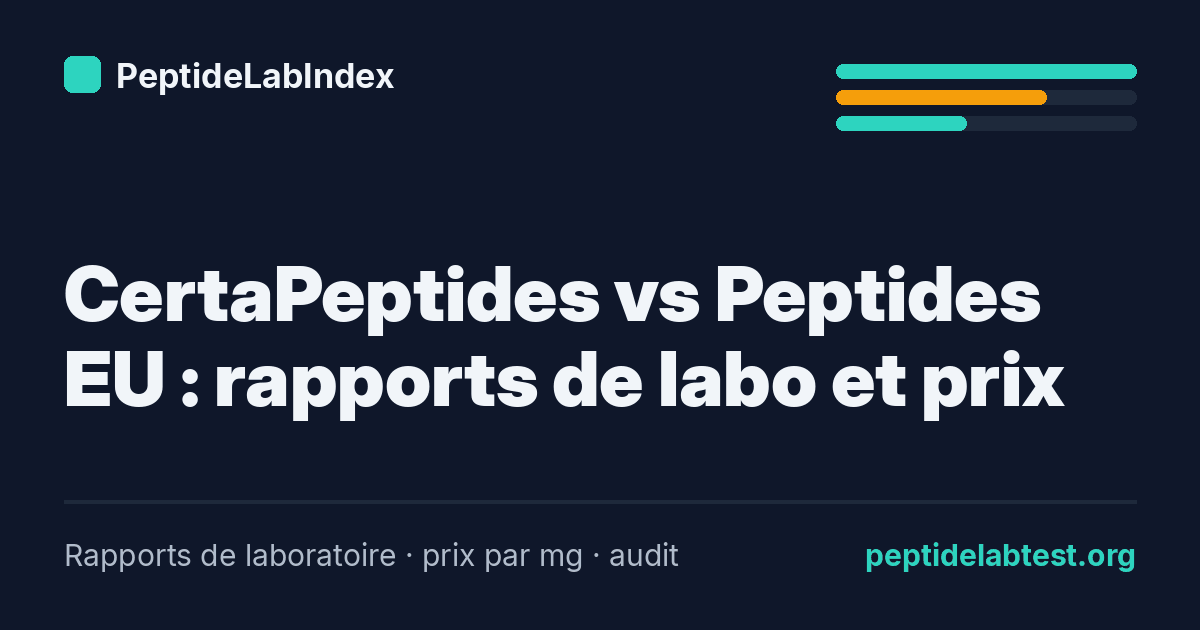 PeptideLabIndex
CertaPeptides vs Peptides
EU : rapports de labo et prix
Rapports de laboratoire · prix par mg · audit
peptidelabtest.org